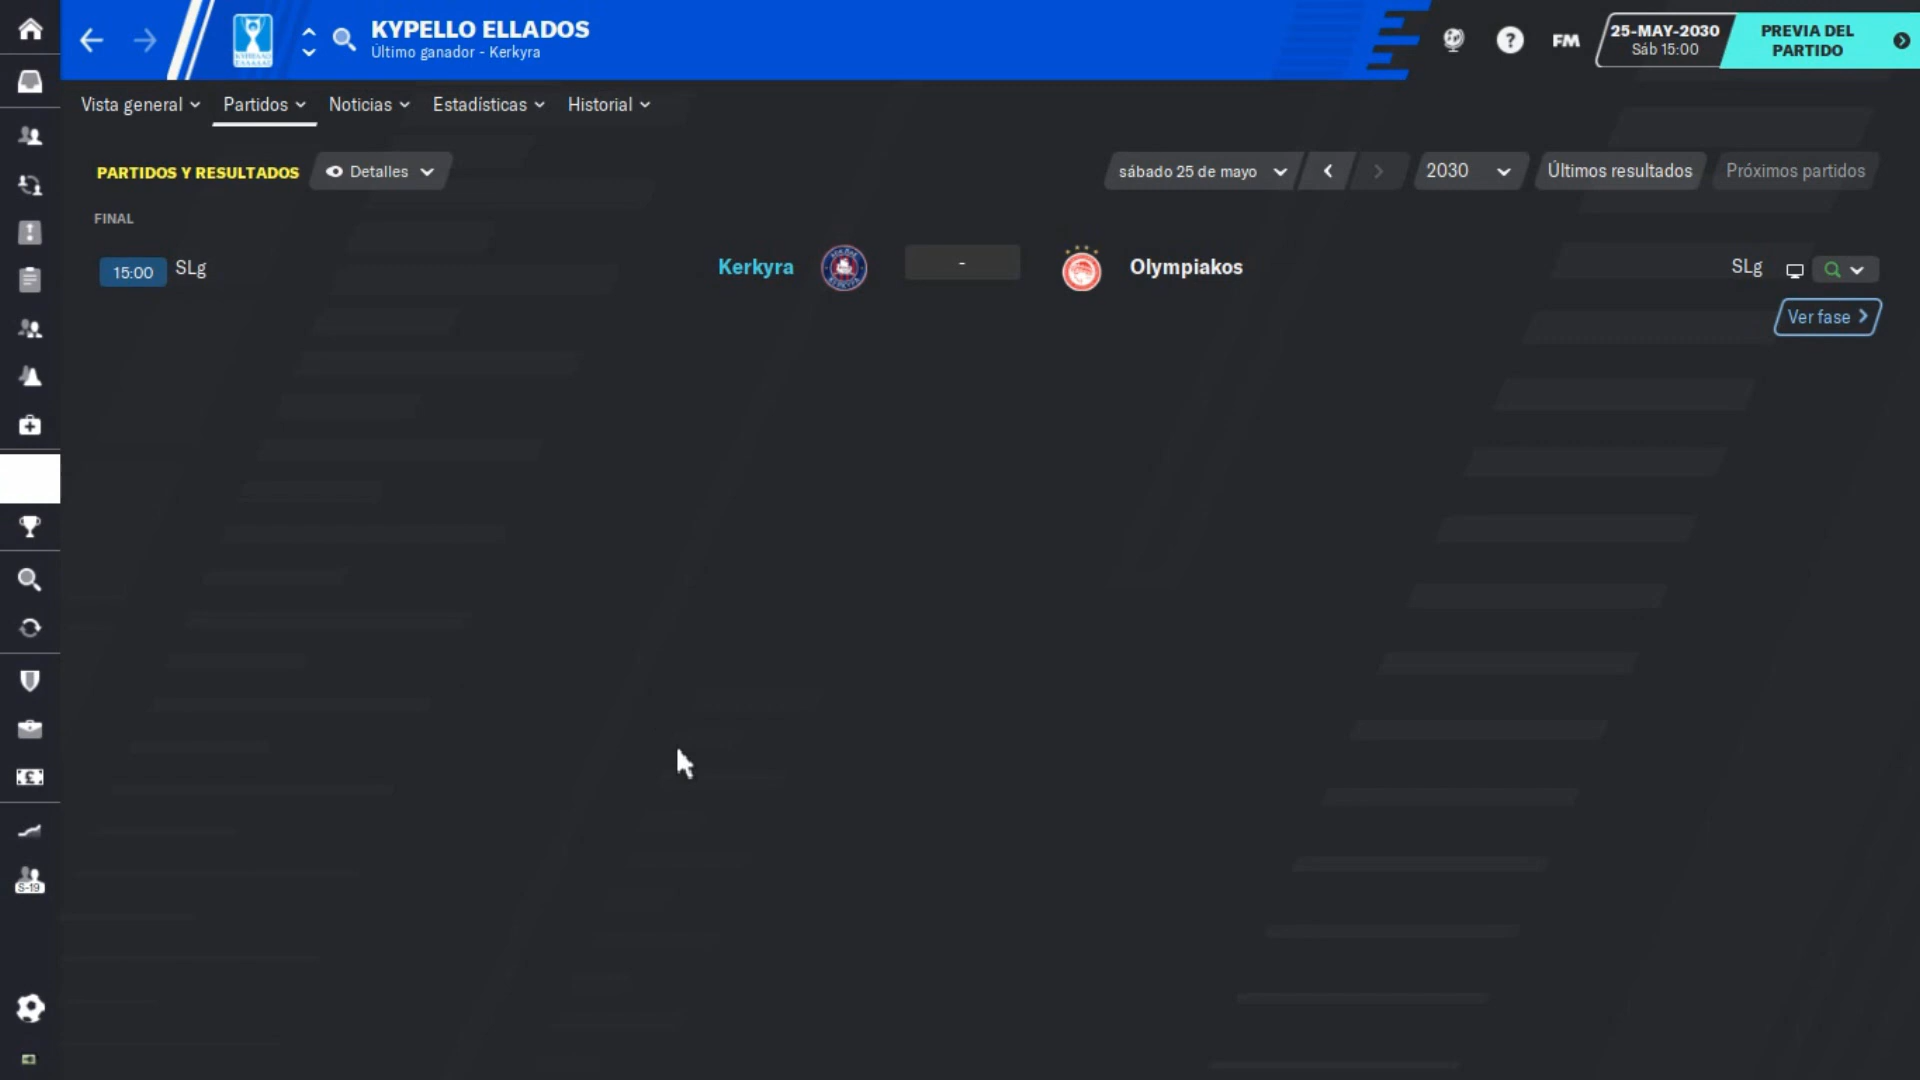 KYPELLO ELLADOS
Último ganador - Kerkyra
FM
25-MAY-2030
Sáb 15:00
PREVIA DEL
PARTIDO
Vista general
Partidos
Noticias
Estadísticas
Historial
PARTIDOS Y RESULTADOS
Detalles
sábado 25 de mayo
2030
Últimos resultados
Próximos partidos
FINAL
15:00
SLg
Kerkyra
-
Olympiakos
SLg
Ver fase
S-19